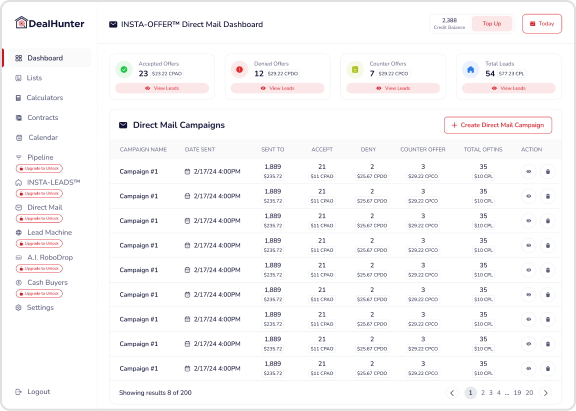 DealHunter
INSTA-OFFER™ Direct Mail Dashboard
2,388
Credit Balance
Top Up
Today
Dashboard
Lists
Calculators
Contracts
Calendar
Pipeline
Upgrade to Unlock
INSTA-LEADS™
Upgrade to Unlock
Direct Mail
Upgrade to Unlock
Lead Machine
Upgrade to Unlock
A.I. RoboDrop
Upgrade to Unlock
Cash Buyers
Upgrade to Unlock
Settings
Logout
Accepted Offers
23 $23.22 CPAO
View Leads
Denied Offers
12 $29.22 CPDO
View Leads
Counter Offers
7 $29.22 CPCO
View Leads
Total Leads
54 $77.23 CPL
View Leads
Direct Mail Campaigns
+ Create Direct Mail Campaign
CAMPAIGN NAME DATE SENT SENT TO ACCEPT DENY COUNTER OFFER TOTAL OPTINS ACTION
Campaign #1 2/17/24 4:00PM 1,889 21 2 3 35
$235.72 $11 CPAO $25.67 CPDO $29.22 CPCO $10 CPL
Campaign #1 2/17/24 4:00PM 1,889 21 2 3 35
$235.72 $11 CPAO $25.67 CPDO $29.22 CPCO $10 CPL
Campaign #1 2/17/24 4:00PM 1,889 21 2 3 35
$235.72 $11 CPAO $25.67 CPDO $29.22 CPCO $10 CPL
Campaign #1 2/17/24 4:00PM 1,889 21 2 3 35
$235.72 $11 CPAO $25.67 CPDO $29.22 CPCO $10 CPL
Campaign #1 2/17/24 4:00PM 1,889 21 2 3 35
$235.72 $11 CPAO $25.67 CPDO $29.22 CPCO $10 CPL
Campaign #1 2/17/24 4:00PM 1,889 21 2 3 35
$235.72 $11 CPAO $25.67 CPDO $29.22 CPCO $10 CPL
Campaign #1 2/17/24 4:00PM 1,889 21 2 3 35
$235.72 $11 CPAO $25.67 CPDO $29.22 CPCO $10 CPL
Campaign #1 2/17/24 4:00PM 1,889 21 2 3 35
$235.72 $11 CPAO $25.67 CPDO $29.22 CPCO $10 CPL
Campaign #1 2/17/24 4:00PM 1,889 21 2 3 35
$235.72 $11 CPAO $25.67 CPDO $29.22 CPCO $10 CPL
Showing results 8 of 200
1 2 3 4 ... 19 20